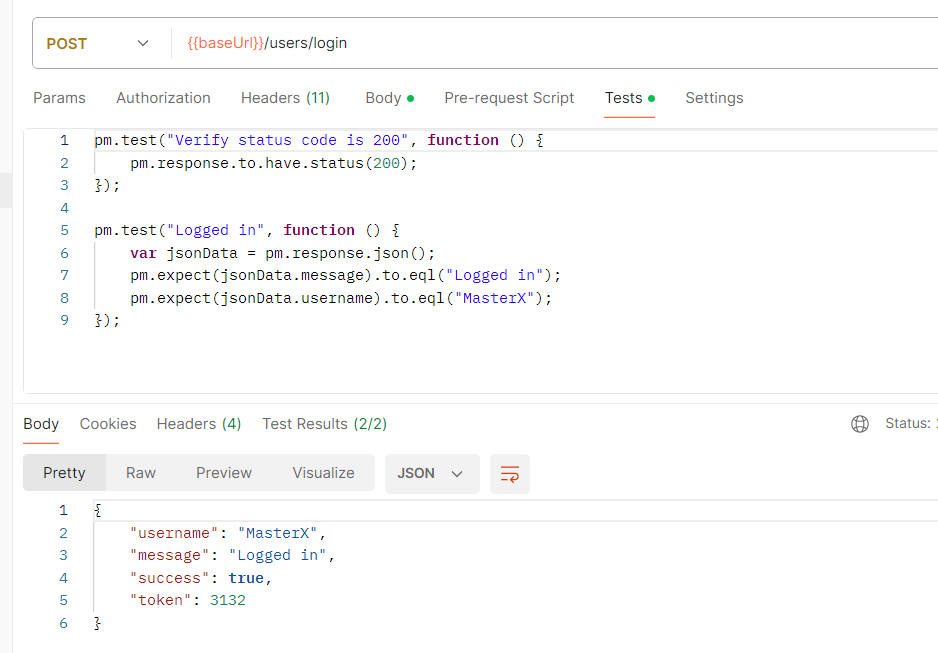 POST {{baseUrl}}/users/login
Params Authorization Headers (11) Body Pre-request Script Tests Settings
1 pm.test("Verify status code is 200", function () {
2 pm.response.to.have.status(200);
3 });
4
5 pm.test("Logged in", function () {
6 var jsonData = pm.response.json();
7 pm.expect(jsonData.message).to.eql("Logged in");
8 pm.expect(jsonData.username).to.eql("MasterX");
9 });
Body Cookies Headers (4) Test Results (2/2) Status:
Pretty Raw Preview Visualize JSON
1 {
2 "username": "MasterX",
3 "message": "Logged in",
4 "success": true,
5 "token": 3132
6 }